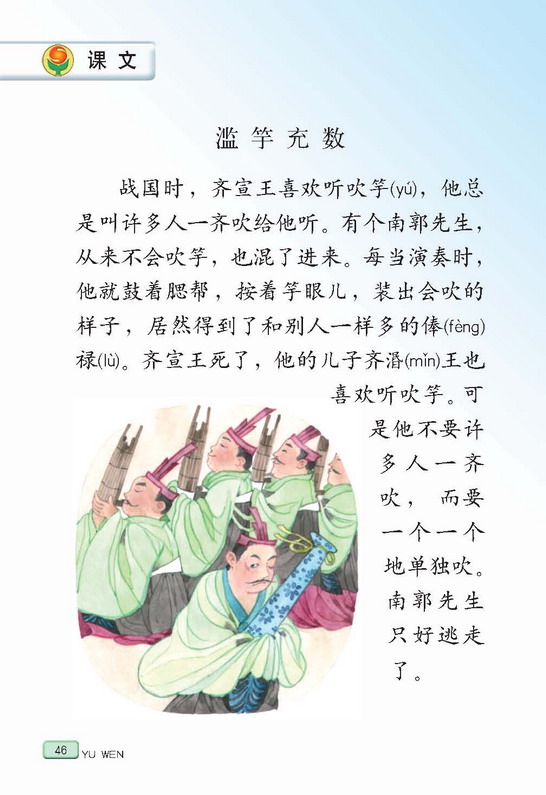 课文
滥竽充数
战国时，齐宣王喜欢听吹竽(yú)，他总
是叫许多人一齐吹给他听。有个南郭先生，
从来不会吹竽，也混了进来。每当演奏时，
他就鼓着腮帮，按着竽眼儿，装出会吹的
样子，居然得到了和别人一样多的俸(fèng)
禄(lù)。齐宣王死了，他的儿子齐湣(mǐn)王也
喜欢听吹竽。可
是他不要许
多人一齐
吹，而要
一个一个
地单独吹。
南郭先生
只好逃走
了。
46 YU WEN